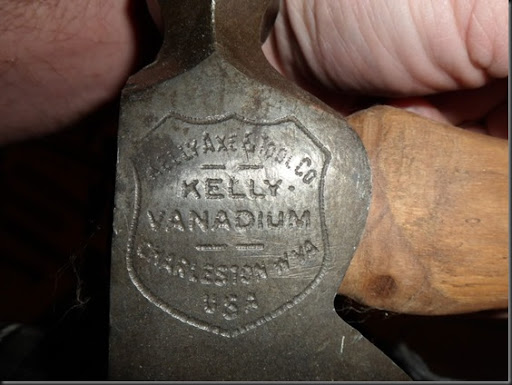 KELLY AXE & TOOL CO.
KELLY
VANADIUM
CHARLESTON W.VA
USA